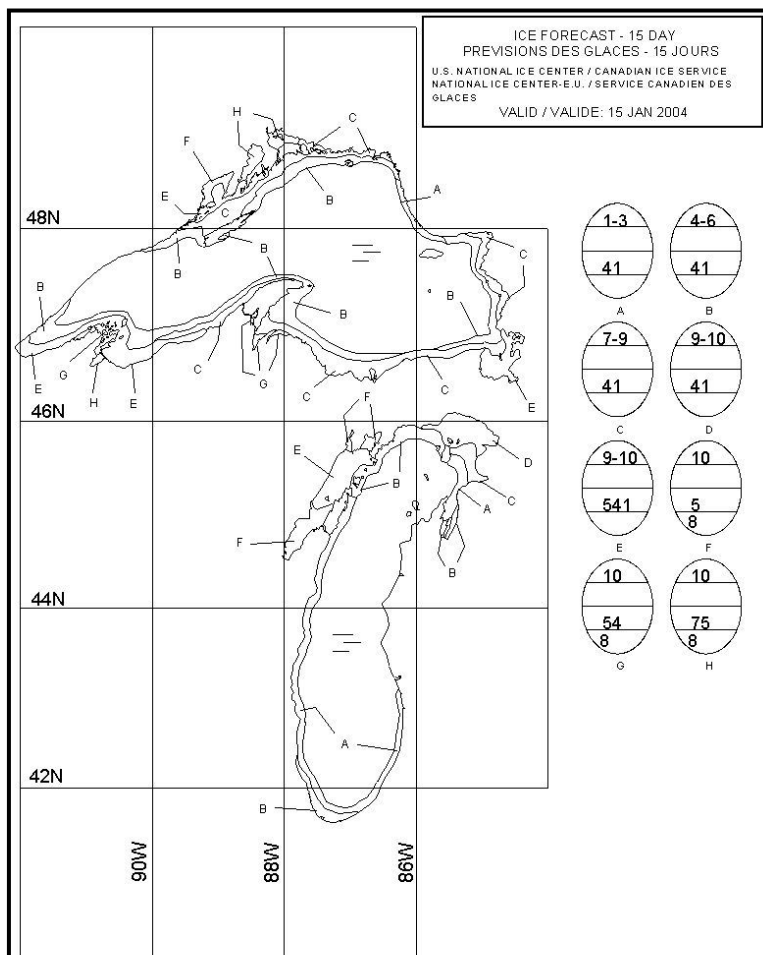 ICE FORECAST - 15 DAY
PREVISIONS DES GLACES - 15 JOURS
U.S. NATIONAL ICE CENTER / CANADIAN ICE SERVICE
NATIONAL ICE CENTER-E.U. / SERVICE CANADIEN DES
GLACES
VALID / VALIDE: 15 JAN 2004
H
C
F
A
E
C
B
48N
B
B
B
C
B
B
B
E
G
H
E
C
G
C
C
E
46N
F
E
D
B
C
A
F
B
44N
A
42N
B
90W
88W
86W
1-3
41
A
4-6
41
B
7-9
41
C
9-10
41
D
9-10
541
E
10
5
8
F
10
54
8
G
10
75
8
H